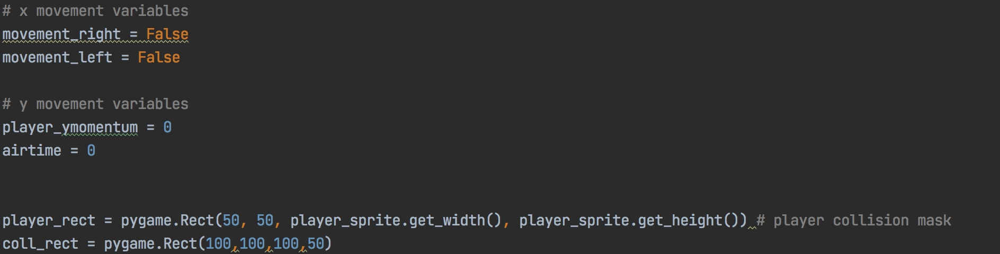 # x movement variables
movement_right = False
movement_left = False
# y movement variables
player_ymomentum = 0
airtime = 0
player_rect = pygame.Rect(50, 50, player_sprite.get_width(), player_sprite.get_height()) # player collision mask
coll_rect = pygame.Rect(100,100,100,50)